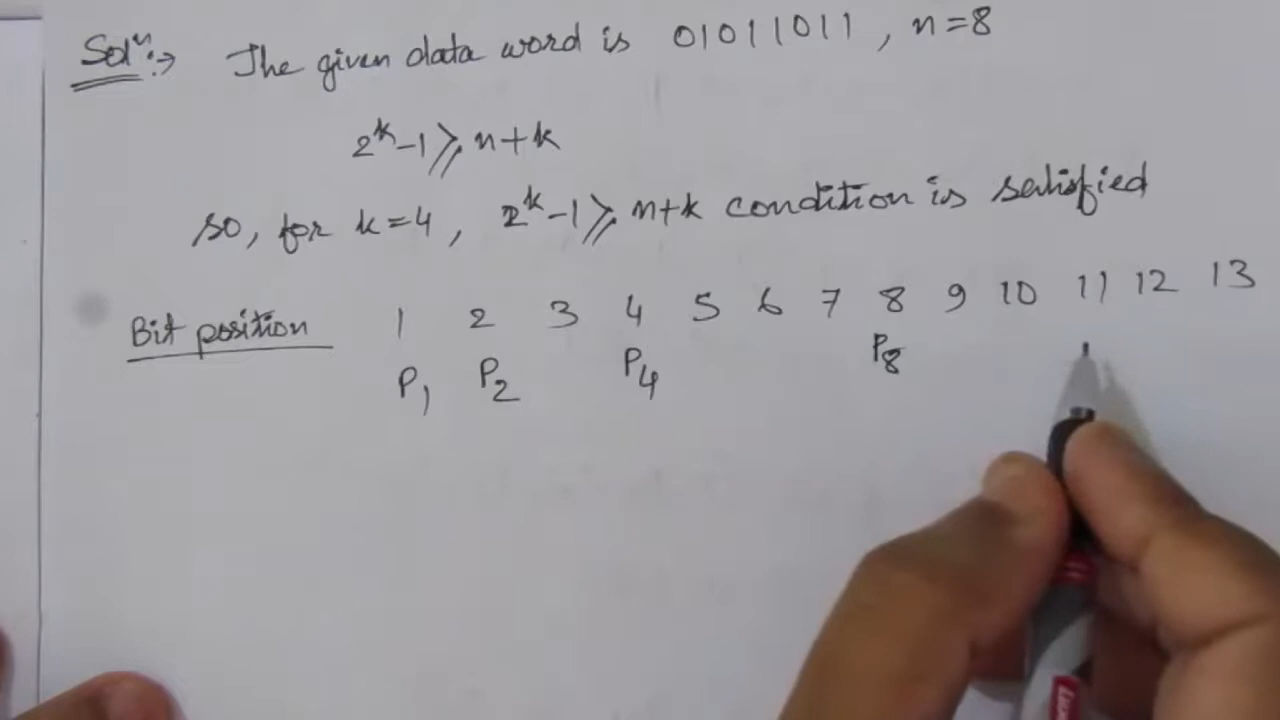 Solⁿ:→ The given data word is 01011011, n=8
2^k-1 ≥ n+k
so, for k=4, 2^k-1 ≥ n+k condition is satisfied
Bit position 1 2 3 4 5 6 7 8 9 10 11 12 13
P₁ P₂ P₄ P₈